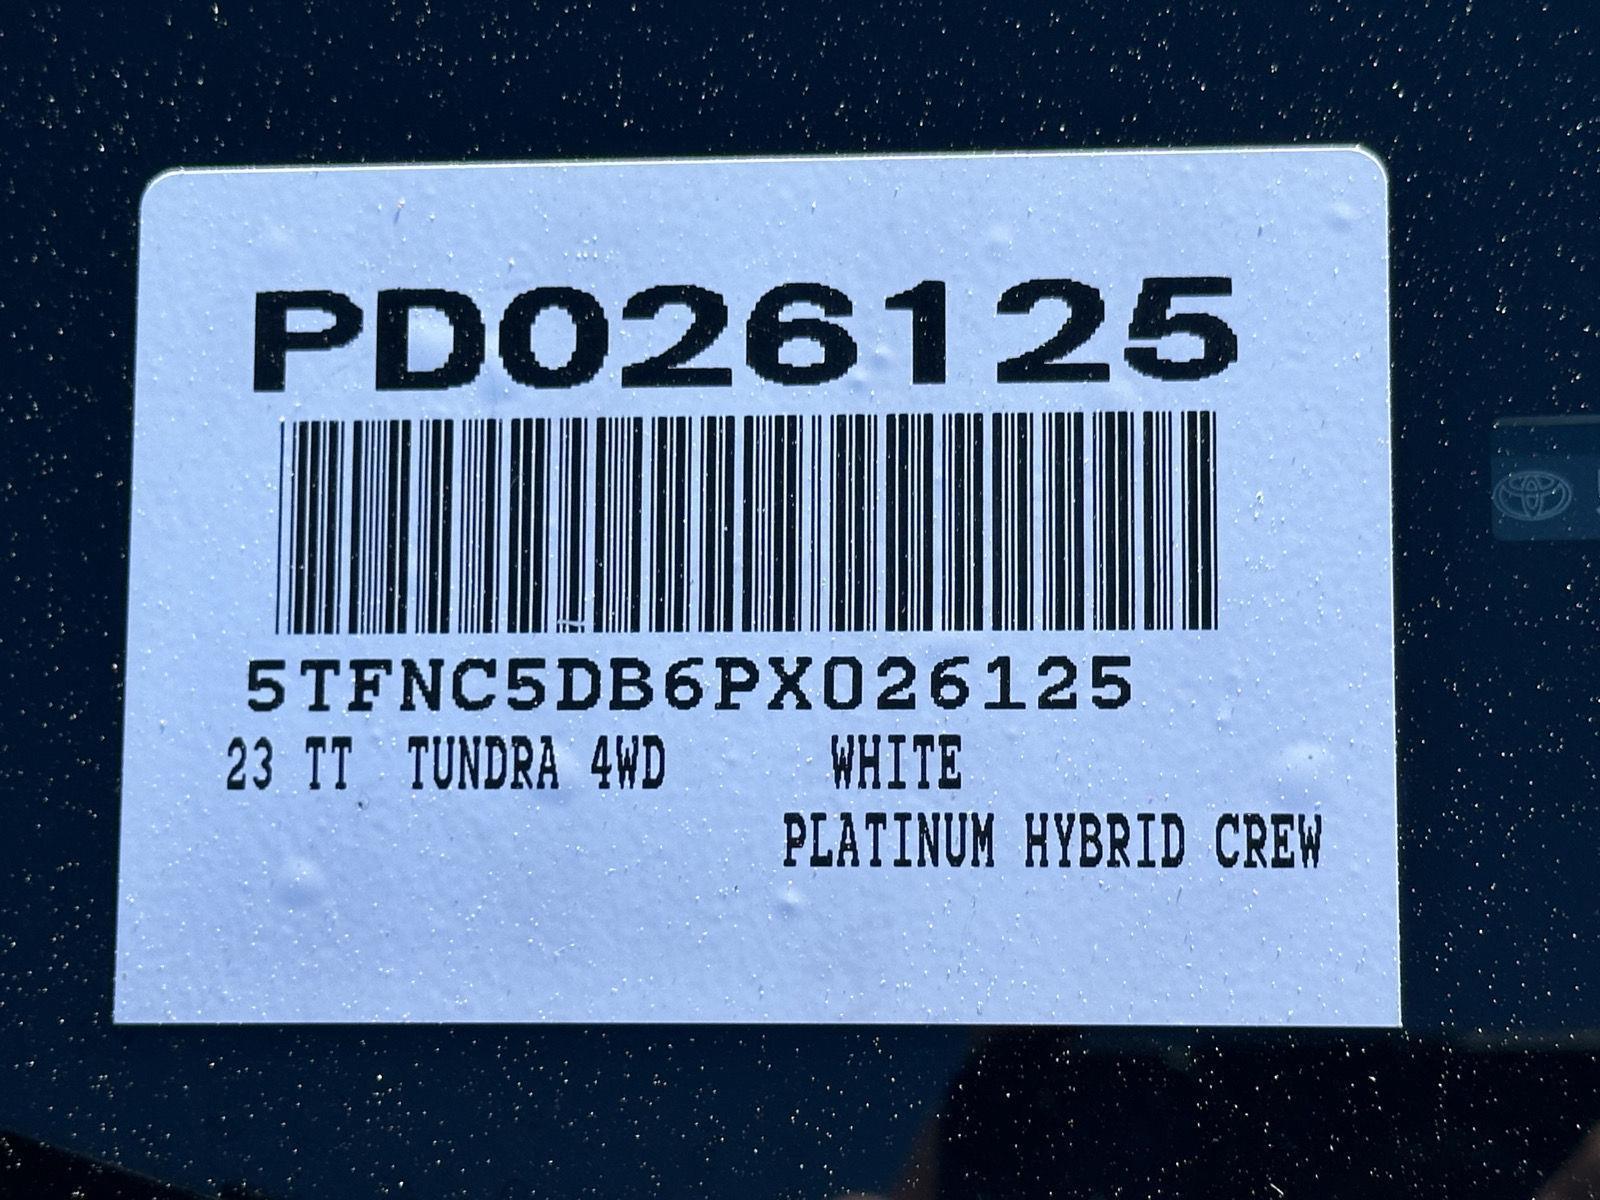 PD026125
5TFNC5DB6PX026125
23 TT TUNDRA 4WD WHITE
PLATINUM HYBRID CREW